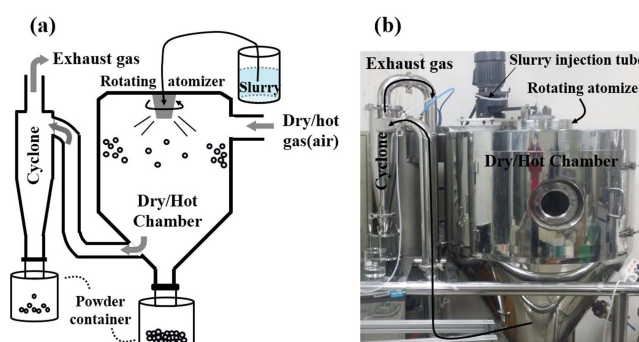 (a)
Exhaust gas
Rotating atomizer
Slurry
Cyclone
Dry/hot
gas(air)
Dry/Hot
Chamber
Powder
container
(b)
Exhaust gas
Slurry injection tube
Rotating atomizer
Cyclone
Dry/Hot Chamber